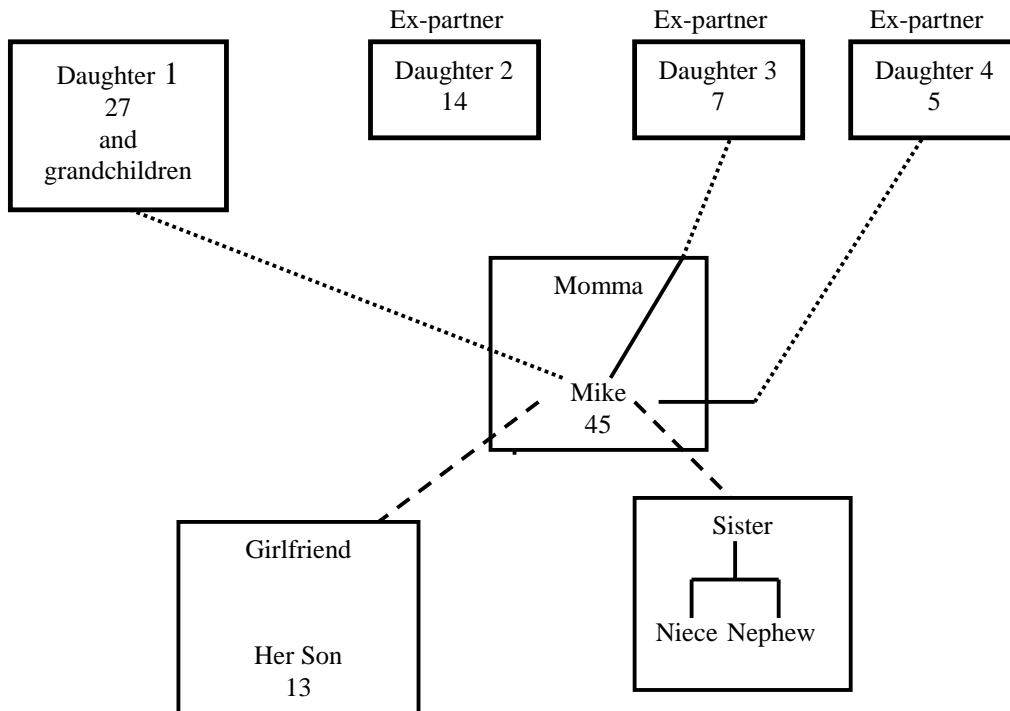 Ex-partner
Ex-partner
Ex-partner
Daughter 1
27
and
grandchildren
Daughter 2
14
Daughter 3
7
Daughter 4
5
Momma
Mike
45
Girlfriend
Her Son
13
Sister
Niece Nephew